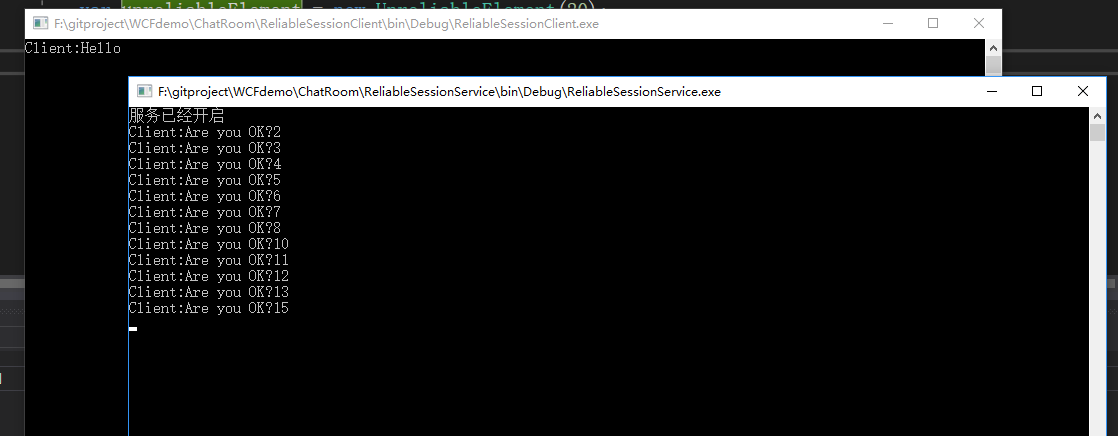 var unreliableElement = new UnreliableElement(20);
F:\gitproject\WCFdemo\ChatRoom\ReliableSessionClient\bin\Debug\ReliableSessionClient.exe
Client:Hello
F:\gitproject\WCFdemo\ChatRoom\ReliableSessionService\bin\Debug\ReliableSessionService.exe
服务已经开启
Client:Are you OK?2
Client:Are you OK?3
Client:Are you OK?4
Client:Are you OK?5
Client:Are you OK?6
Client:Are you OK?7
Client:Are you OK?8
Client:Are you OK?10
Client:Are you OK?11
Client:Are you OK?12
Client:Are you OK?13
Client:Are you OK?15